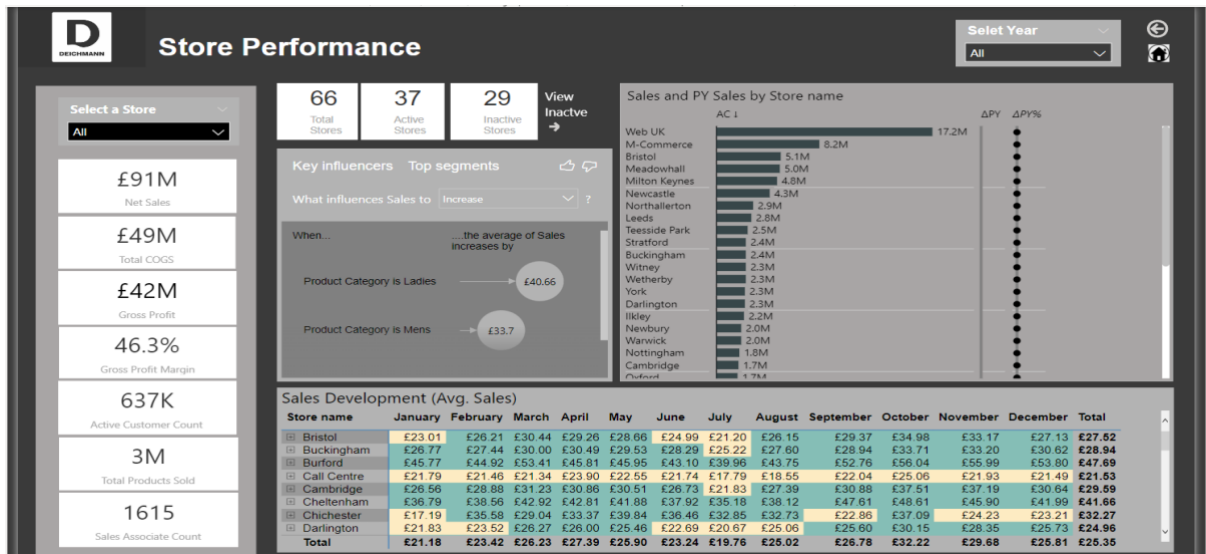 D
DEICHMANN
Store Performance
Selet Year
All
Select a Store
All
£91M
Net Sales
£49M
Total COGS
£42M
Gross Profit
46.3%
Gross Profit Margin
637K
Active Customer Count
3M
Total Products Sold
1615
Sales Associate Count
66
Total
Stores
37
Active
Stores
29
Inactive
Stores
View
Inactve
Key influencers Top segments
What influences Sales to Increase ?
When... ....the average of Sales
increases by
Product Category is Ladies £40.66
Product Category is Mens £33.7
Sales and PY Sales by Store name
AC ↓ ΔPY ΔPY%
Web UK 17.2M
M-Commerce 8.2M
Bristol 5.1M
Meadowhall 5.0M
Milton Keynes 4.8M
Newcastle 4.3M
Northallerton 2.9M
Leeds 2.8M
Teesside Park 2.5M
Stratford 2.4M
Buckingham 2.4M
Witney 2.3M
Wetherby 2.3M
York 2.3M
Darlington 2.3M
Ilkley 2.2M
Newbury 2.0M
Warwick 2.0M
Nottingham 1.8M
Cambridge 1.7M
Oxford 1.7M
Sales Development (Avg. Sales)
Store name January February March April May June July August September October November December Total
Bristol £23.01 £26.21 £30.44 £29.26 £28.66 £24.99 £21.20 £26.15 £29.37 £34.98 £33.17 £27.13 £27.52
Buckingham £26.77 £27.44 £30.00 £30.49 £29.53 £28.29 £25.22 £27.60 £28.94 £33.71 £33.20 £30.62 £28.94
Burford £45.77 £44.92 £53.41 £45.81 £45.95 £43.10 £39.96 £43.75 £52.76 £56.04 £55.99 £53.80 £47.69
Call Centre £21.79 £21.46 £21.34 £23.90 £22.55 £21.74 £17.79 £18.55 £22.04 £25.06 £21.93 £21.49 £21.53
Cambridge £26.56 £28.88 £31.23 £30.86 £30.51 £26.73 £21.83 £27.39 £30.88 £37.51 £37.19 £30.64 £29.59
Cheltenham £36.79 £38.56 £42.92 £42.81 £41.88 £37.92 £35.18 £38.12 £47.61 £48.61 £45.90 £41.99 £41.66
Chichester £17.19 £35.58 £29.04 £33.37 £39.84 £36.46 £32.85 £32.73 £22.86 £37.09 £24.23 £23.21 £32.27
Darlington £21.83 £23.52 £26.27 £26.00 £25.46 £22.69 £20.67 £25.06 £25.60 £30.15 £28.35 £25.73 £24.96
Total £21.18 £23.42 £26.23 £27.39 £25.90 £23.24 £19.76 £25.02 £26.78 £32.22 £29.68 £25.81 £25.35